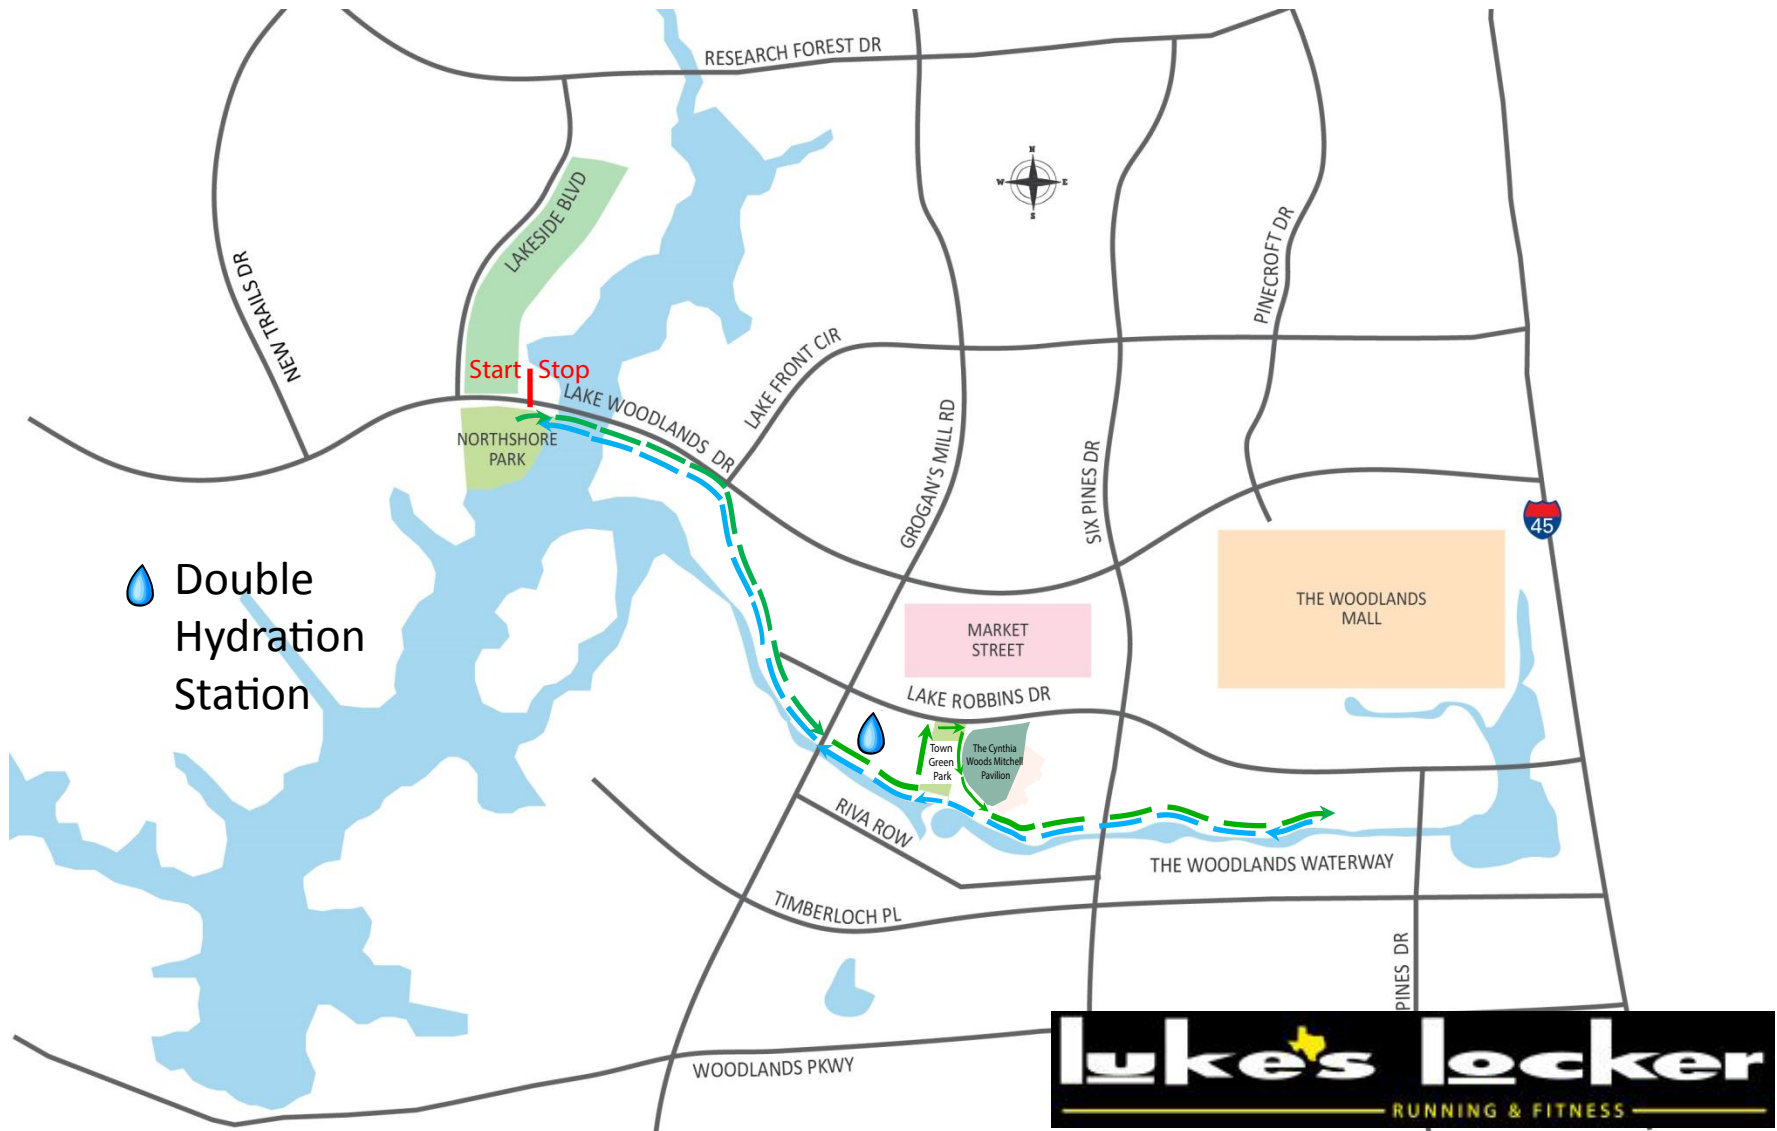 RESEARCH FOREST DR
N
W
E
S
LAKESIDE BLVD
NEW TRAILS DR
PINECROFT DR
LAKE FRONT CIR
Start
Stop
LAKE WOODLANDS DR
NORTHSHORE
PARK
GROGAN'S MILL RD
SIX PINES DR
45
Double
Hydration
Station
THE WOODLANDS
MALL
MARKET
STREET
LAKE ROBBINS DR
Town
Green
Park
The Cynthia
Woods Mitchell
Pavilion
RIVA ROW
THE WOODLANDS WATERWAY
TIMBERLOCH PL
PINES DR
WOODLANDS PKWY
luke's locker
RUNNING & FITNESS